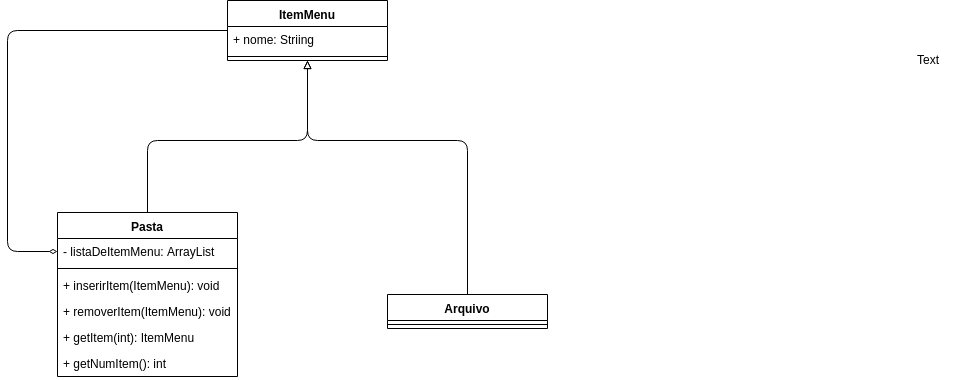 ItemMenu
+ nome: Striing
Text
Pasta
- listaDeItemMenu: ArrayList
+ inserirItem(ItemMenu): void
+ removerItem(ItemMenu): void
+ getItem(int): ItemMenu
+ getNumItem(): int
Arquivo